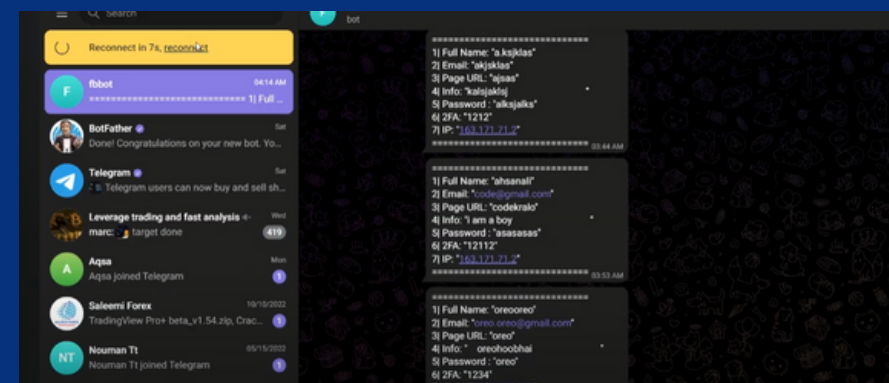 Search
Reconnect in 7s, reconnect
F
fbbot
04:14 AM
============================= 1| Full ...
BotFather
Sat
Done! Congratulations on your new bot. Yo...
Telegram
Sat
Telegram users can now buy and sell sh...
Leverage trading and fast analysis
Wed
marc: target done
419
A
Aqsa
Mon
Aqsa joined Telegram
1
Saleemi Forex
10/10/2022
TradingView Pro+ beta_v1.54.zip, Crac...
1
NT
Nouman Tt
05/15/2022
Nouman Tt joined Telegram
1
F
bot
=============================
1| Full Name: "a.ksjklas"
2| Email: "akjsklas"
3| Page URL: "ajsas"
4| Info: "kalsjaklsj "
5| Password : "alksjalks"
6| 2FA: "1212"
7| IP: "163.171.71.2"
============================= 03:44 AM
=============================
1| Full Name: "ahsanali"
2| Email: "code@gmail.com"
3| Page URL: "codekralo"
4| Info: "i am a boy "
5| Password : "asasasas"
6| 2FA: "12112"
7| IP: "163.171.71.2"
============================= 03:53 AM
=============================
1| Full Name: "oreooreo"
2| Email: "oreo.oreo@gmail.com"
3| Page URL: "oreo"
4| Info: " oreohoobhai "
5| Password : "oreo"
6| 2FA: "1234"